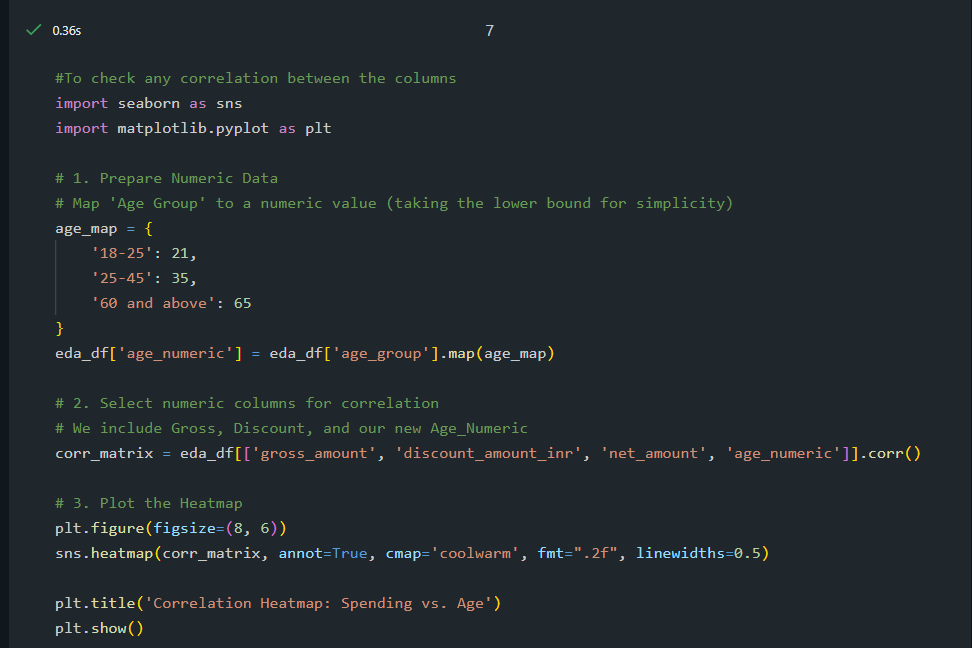 0.36s
7
#To check any correlation between the columns
import seaborn as sns
import matplotlib.pyplot as plt
# 1. Prepare Numeric Data
# Map 'Age Group' to a numeric value (taking the lower bound for simplicity)
age_map = {
    '18-25': 21,
    '25-45': 35,
    '60 and above': 65
}
eda_df['age_numeric'] = eda_df['age_group'].map(age_map)
# 2. Select numeric columns for correlation
# We include Gross, Discount, and our new Age_Numeric
corr_matrix = eda_df[['gross_amount', 'discount_amount_inr', 'net_amount', 'age_numeric']].corr()
# 3. Plot the Heatmap
plt.figure(figsize=(8, 6))
sns.heatmap(corr_matrix, annot=True, cmap='coolwarm', fmt=".2f", linewidths=0.5)
plt.title('Correlation Heatmap: Spending vs. Age')
plt.show()